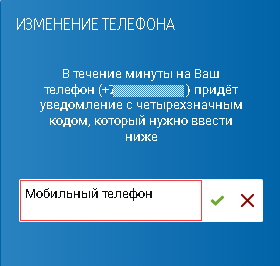 ИЗМЕНЕНИЕ ТЕЛЕФОНА
В течение минуты на Ваш
телефон (+7 ) придёт
уведомление с четырехзначным
кодом, который нужно ввести
ниже
Мобильный телефон